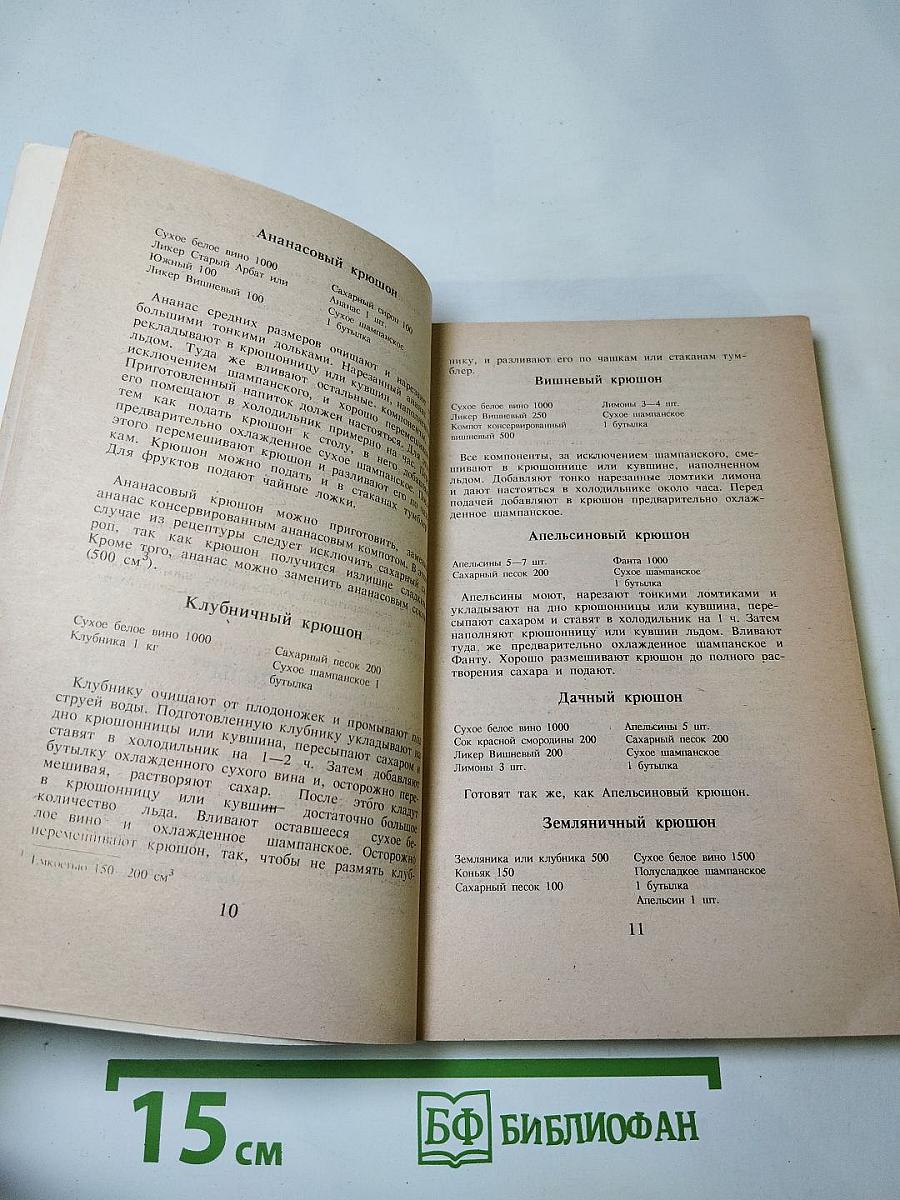 Ананасовый крюшон
Сухое белое вино 1000
Ликер Старый Арбат или
Южный 100
Ликер Вишневый 100
Сахарный сироп 100
Ананас 1 шт.
Сухое шампанское
1 бутылка
Ананас средних размеров очищают и
большими тонкими дольками. Нарезанный
рекладывают в крюшонницу или кувшин,
льдом. Туда же вливают остальные компоненты
исключением шампанского, и хорошо
Приготовленный напиток должен настояться. Для
его помещают в холодильник примерно на час.
тем как подать крюшон к столу, в него
предварительно охлажденное сухое шампанское.
этого перемешивают крюшон и разливают его по
кам. Крюшон можно подать и в стаканах
Для фруктов подают чайные ложки.
Ананасовый крюшон можно приготовить,
ананас консервированным ананасовым компотом. В
случае из рецептуры следует исключить сахарный
роп, так как крюшон получится излишне
Кроме того, ананас можно заменить ананасовым
(500 см³).
Клубничный крюшон
Сухое белое вино 1000
Клубника 1 кг
Сахарный песок 200
Сухое шампанское 1
бутылка
Клубнику очищают от плодоножек и промывают
струей воды. Подготовленную клубнику укладывают на
дно крюшонницы или кувшина, пересыпают сахаром и
ставят в холодильник на 1—2 ч. Затем добавляют
бутылку охлажденного сухого вина и, осторожно пере-
мешивая, растворяют сахар. После этого кладут
в крюшонницу или кувшин достаточно большое
количество льда. Вливают оставшееся сухое бе-
лое вино и охлажденное шампанское. Осторожно
перемешивают крюшон, так, чтобы не размять клуб-
¹ Емкостью 150—200 см³
10
нику, и разливают его по чашкам или стаканам тум-
блер.
Вишневый крюшон
Сухое белое вино 1000
Ликер Вишневый 250
Компот консервированный
вишневый 500
Лимоны 3—4 шт.
Сухое шампанское
1 бутылка
Все компоненты, за исключением шампанского, сме-
шивают в крюшоннице или кувшине, наполненном
льдом. Добавляют тонко нарезанные ломтики лимона
и дают настояться в холодильнике около часа. Перед
подачей добавляют в крюшон предварительно охлаж-
денное шампанское.
Апельсиновый крюшон
Апельсины 5—7 шт.
Сахарный песок 200
Фанта 1000
Сухое шампанское
1 бутылка
Апельсины моют, нарезают тонкими ломтиками и
укладывают на дно крюшонницы или кувшина, пере-
сыпают сахаром и ставят в холодильник на 1 ч. Затем
наполняют крюшонницу или кувшин льдом. Вливают
туда, же предварительно охлажденное шампанское и
Фанту. Хорошо размешивают крюшон до полного рас-
творения сахара и подают.
Дачный крюшон
Сухое белое вино 1000
Сок красной смородины 200
Ликер Вишневый 200
Лимоны 3 шт.
Апельсины 5 шт.
Сахарный песок 200
Сухое шампанское
1 бутылка
Готовят так же, как Апельсиновый крюшон.
Земляничный крюшон
Земляника или клубника 500
Коньяк 150
Сахарный песок 100
Сухое белое вино 1500
Полусладкое шампанское
1 бутылка
Апельсин 1 шт.
11
15 см
БФ БИБЛИОФАН